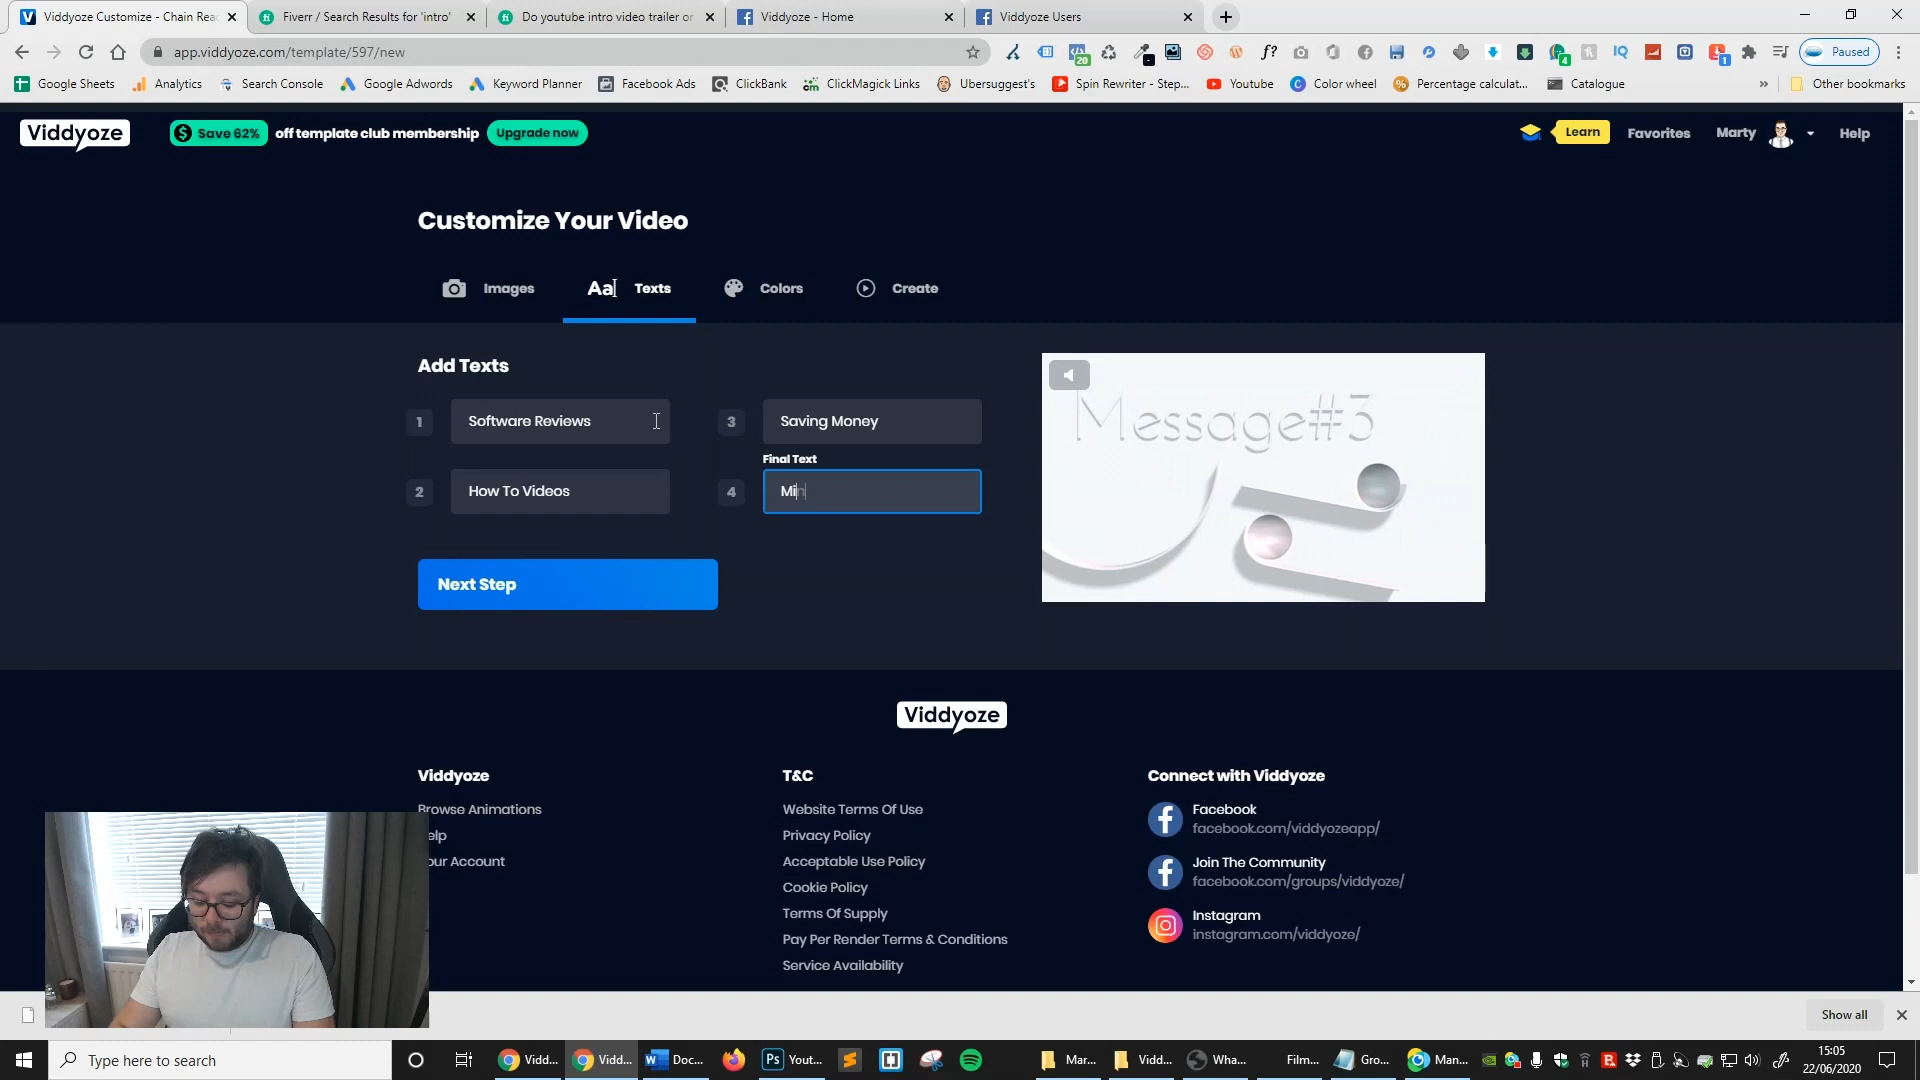 Viddyoze Customize - Chain Rea
Fiverr / Search Results for 'intro'
Do youtube intro video trailer or
Viddyoze - Home
Viddyoze Users
app.viddyoze.com/template/597/new
Paused
Google Sheets
Analytics
Search Console
Google Adwords
Keyword Planner
Facebook Ads
ClickBank
ClickMagick Links
Ubersuggest's
Spin Rewriter - Step...
Youtube
Color wheel
Percentage calculat...
Catalogue
Other bookmarks
Viddyoze
Save 62% off template club membership Upgrade now
Learn
Favorites
Marty
Help
Customize Your Video
Images
Aa Texts
Colors
Create
Add Texts
1 Software Reviews
3 Saving Money
Final Text
2 How To Videos
4 Min
Next Step
Message#3
Viddyoze
Viddyoze
Browse Animations
elp
our Account
T&C
Website Terms Of Use
Privacy Policy
Acceptable Use Policy
Cookie Policy
Terms Of Supply
Pay Per Render Terms & Conditions
Service Availability
Connect with Viddyoze
Facebook
facebook.com/viddyozeapp/
Join The Community
facebook.com/groups/viddyoze/
Instagram
instagram.com/viddyoze/
Show all
Type here to search
Vidd...
Vidd...
Doc...
Ps Yout...
Mar...
Vidd...
Wha...
Film...
Gro...
Man...
15:05
22/06/2020